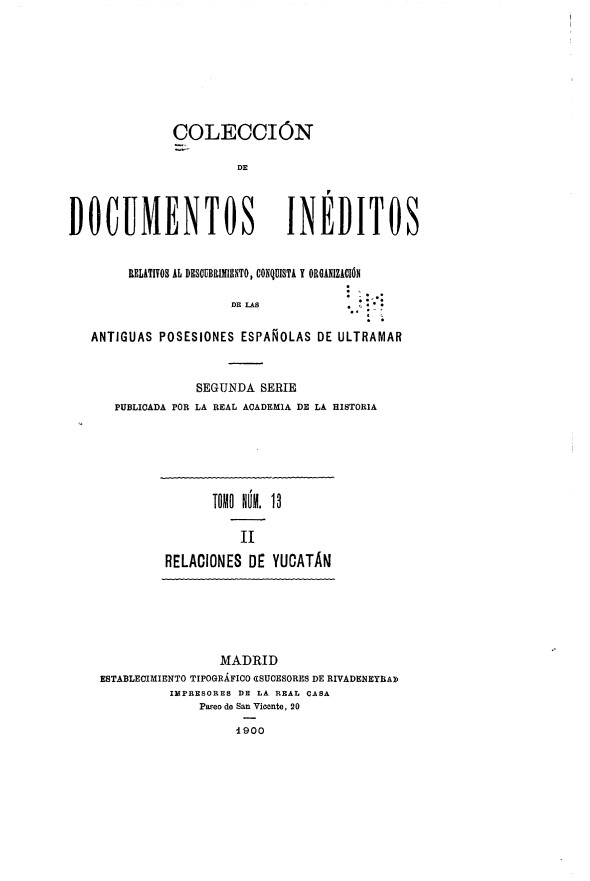 COLECCIÓN
DE
DOCUMENTOS INÉDITOS
RELATIVOS AL DESCUBRIMIENTO, CONQUISTA Y ORGANIZACIÓN
DE LAS
ANTIGUAS POSESIONES ESPAÑOLAS DE ULTRAMAR
SEGUNDA SERIE
PUBLICADA POR LA REAL ACADEMIA DE LA HISTORIA
TOMO NÚM. 13
II
RELACIONES DE YUCATÁN
MADRID
ESTABLECIMIENTO TIPOGRÁFICO «SUCESORES DE RIVADENEYRA»
IMPRESORES DE LA REAL CASA
Paseo de San Vicente, 20
1900